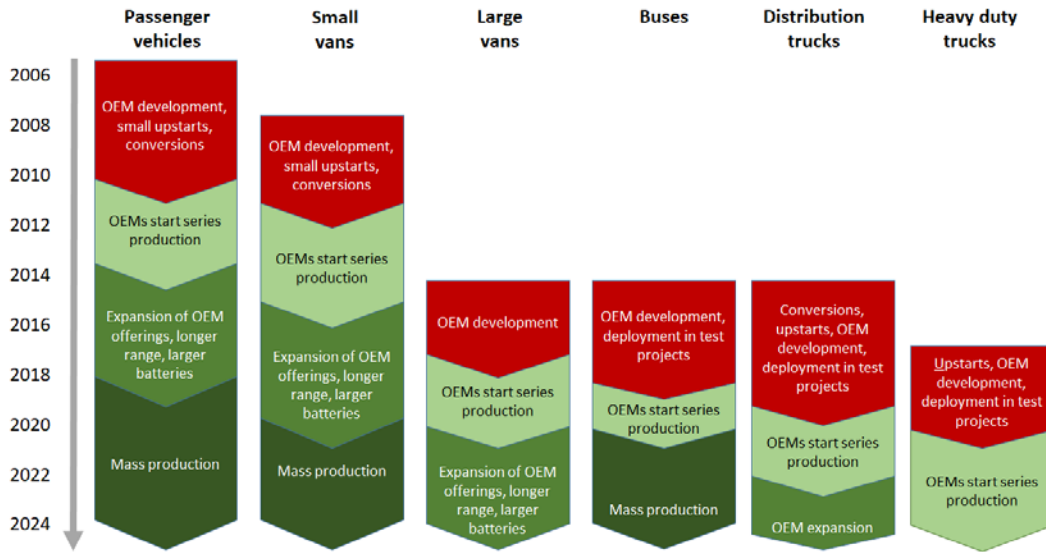 Passenger
vehicles
Small
vans
Large
vans
Buses
Distribution
trucks
Heavy duty
trucks
2006
2008
2010
2012
2014
2016
2018
2020
2022
2024
OEM development,
small upstarts,
conversions
OEMs start series
production
Expansion of OEM
offerings, longer
range, larger
batteries
Mass production
OEM development,
small upstarts,
conversions
OEMs start series
production
Expansion of OEM
offerings, longer
range, larger
batteries
Mass production
OEM development
OEMs start series
production
Expansion of OEM
offerings, longer
range, larger
batteries
OEM development,
deployment in test
projects
OEMs start series
production
Mass production
Conversions,
upstarts, OEM
development,
deployment in test
projects
OEMs start series
production
OEM expansion
Upstarts, OEM
development,
deployment in test
projects
OEMs start series
production